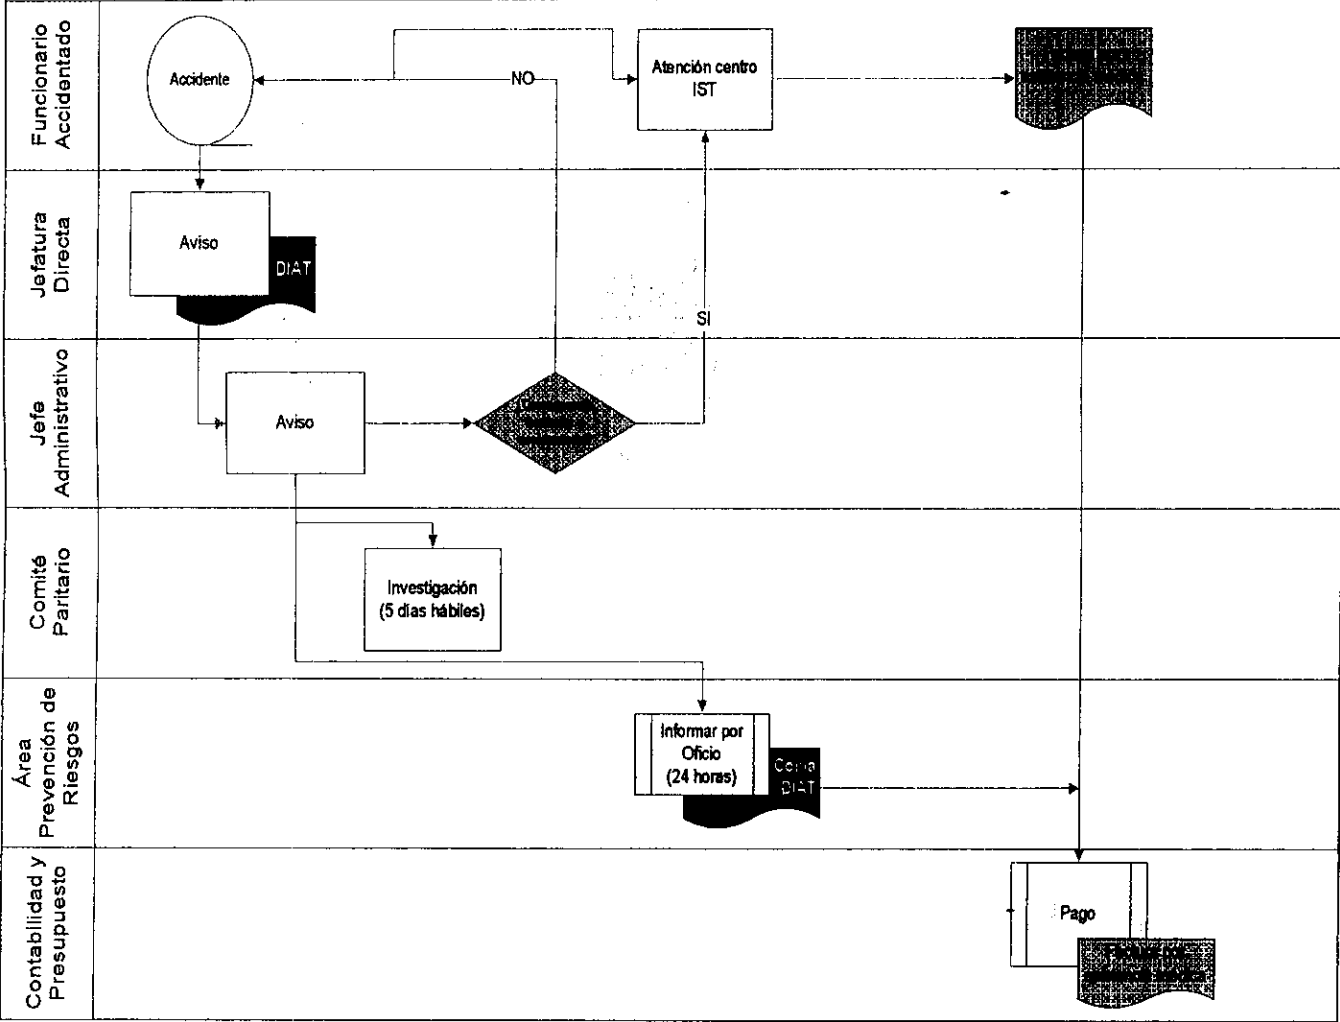 Funcionario
Accidentado
Accidente
NO
Atención centro
IST
Jefatura
Directa
Aviso
DIAT
SI
Jefe
Administrativo
Aviso
Comité
Paritario
Investigación
(5 días hábiles)
Área
Prevención de
Riesgos
Informar por
Oficio
(24 horas)
Copia
DIAT
Contabilidad y
Presupuesto
Pago